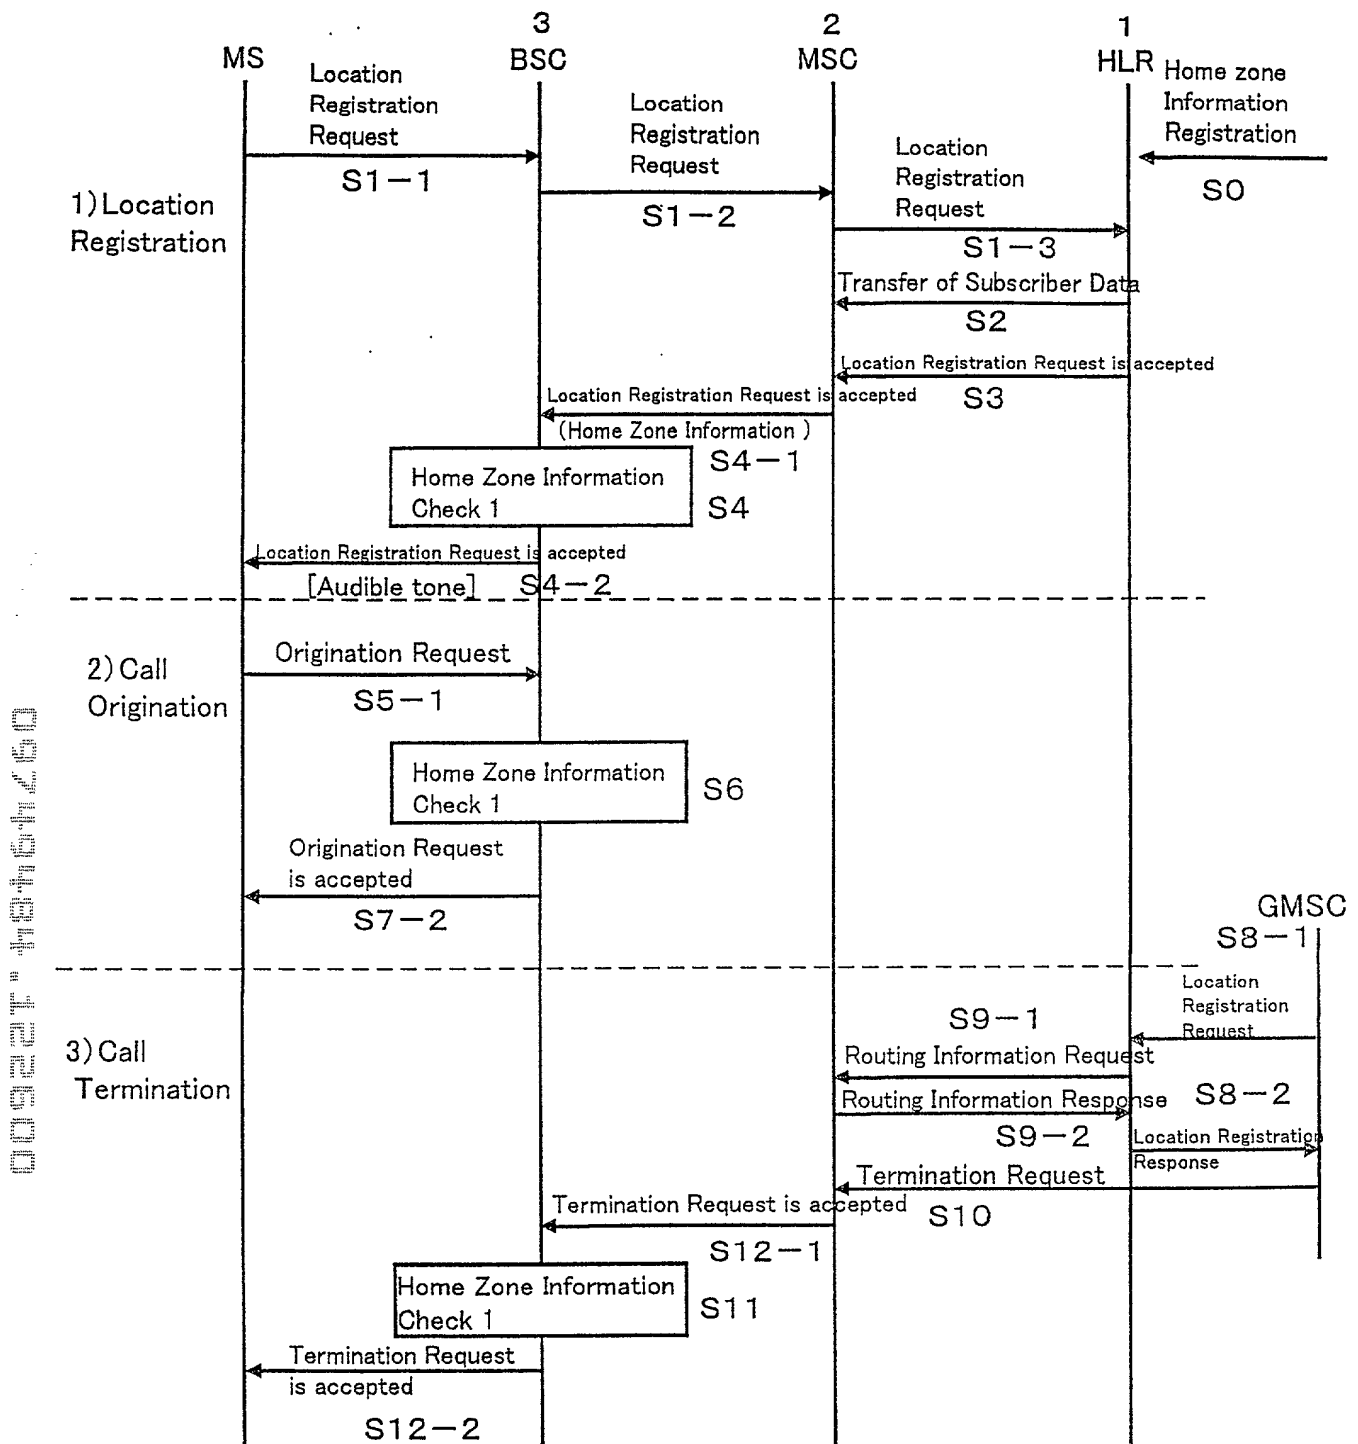 3
2
1
MS
BSC
MSC
HLR
Home zone
Information
Registration
Location
Registration
Request
Location
Registration
Request
Location
Registration
Request
S1-1
S0
1) Location
Registration
S1-2
S1-3
Transfer of Subscriber Data
S2
Location Registration Request is accepted
S3
Location Registration Request is accepted
(Home Zone Information)
S4-1
Home Zone Information
Check 1
S4
Location Registration Request is accepted
[Audible tone]
S4-2
2) Call
Origination
Origination Request
S5-1
Home Zone Information
Check 1
S6
Origination Request
is accepted
S7-2
GMSC
S8-1
Location
Registration
Request
3) Call
Termination
S9-1
Routing Information Request
S8-2
Routing Information Response
S9-2
Location Registration
Response
Termination Request
S10
Termination Request is accepted
S12-1
Home Zone Information
Check 1
S11
Termination Request
is accepted
S12-2